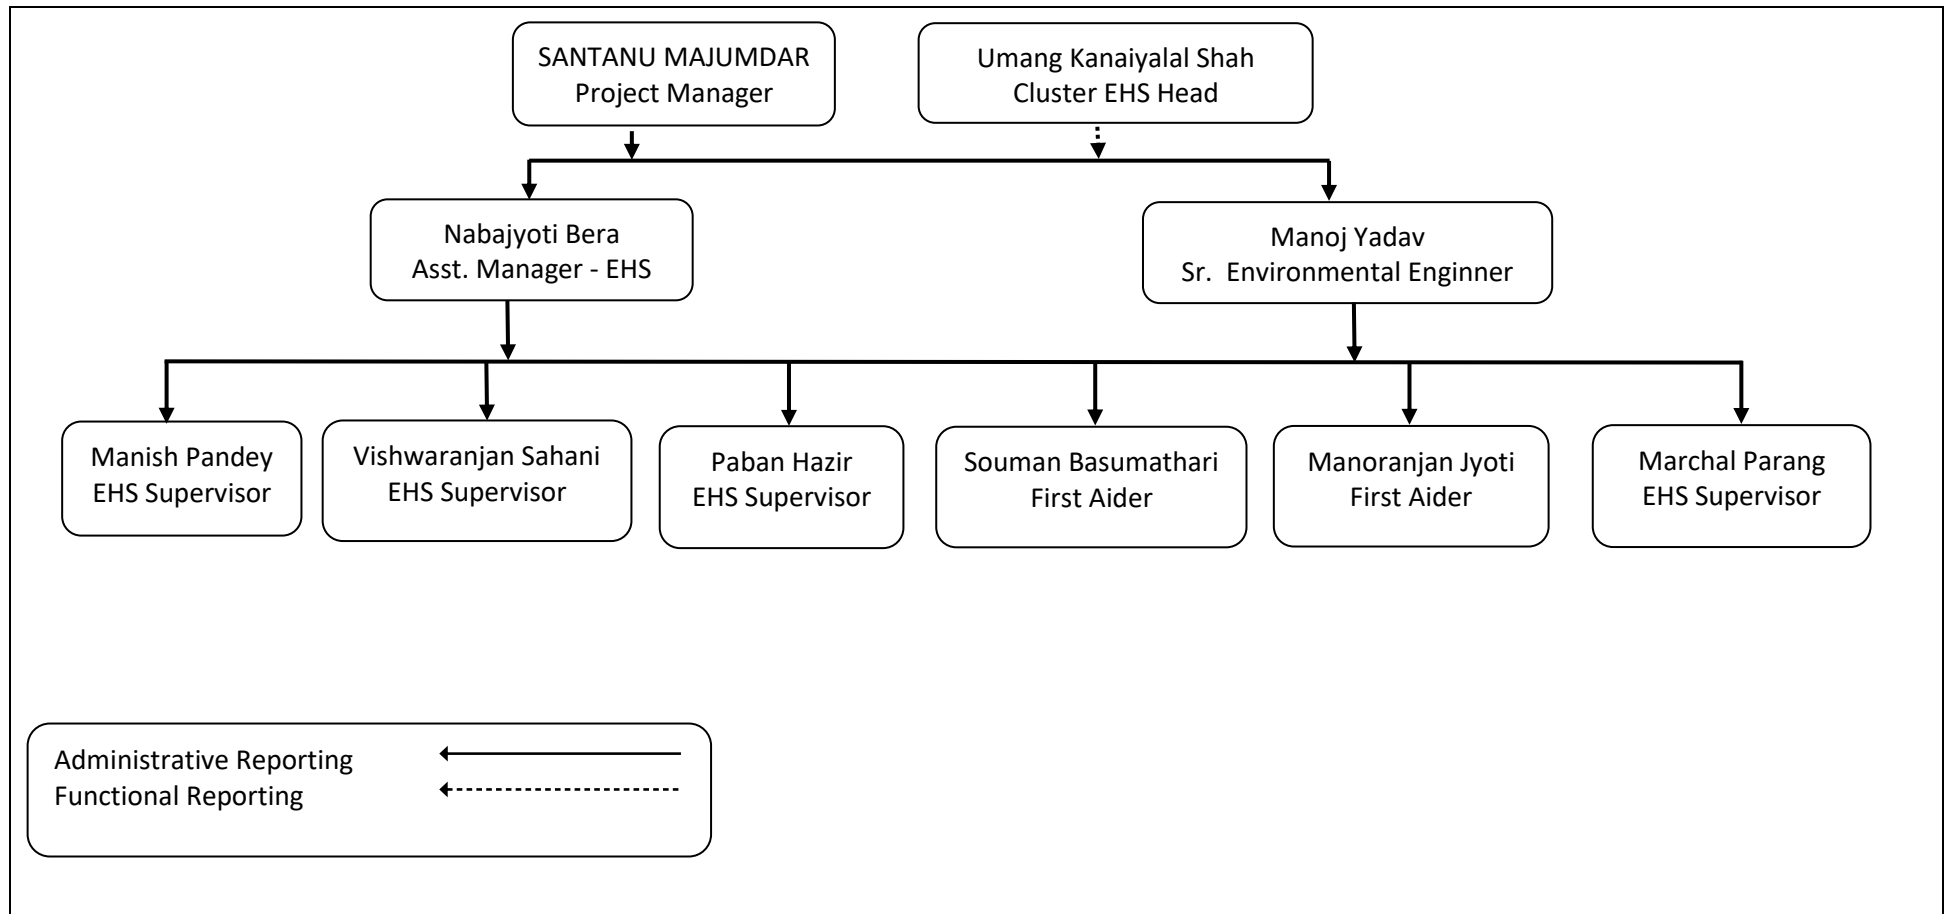 SANTANU MAJUMDAR
Project Manager
Umang Kanaiyalal Shah
Cluster EHS Head
Nabajyoti Bera
Asst. Manager - EHS
Manoj Yadav
Sr.  Environmental Enginner
Manish Pandey
EHS Supervisor
Vishwaranjan Sahani
EHS Supervisor
Paban Hazir
EHS Supervisor
Souman Basumathari
First Aider
Manoranjan Jyoti
First Aider
Marchal Parang
EHS Supervisor
Administrative Reporting
Functional Reporting